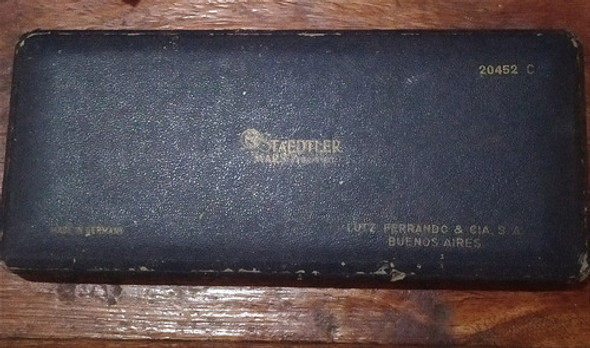 20452 C
STAEDTLER
MARS
MADE IN GERMANY
LUTZ FERRANDO & CIA. S.A.
BUENOS AIRES